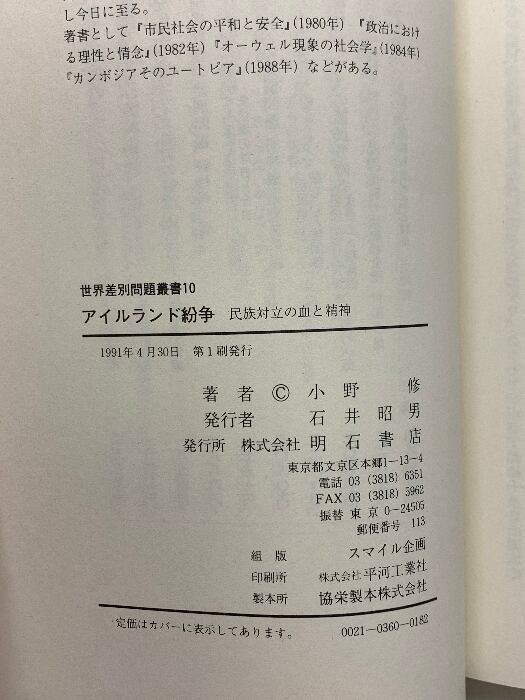 し今日に至る。
著書として『市民社会の平和と安全』(1980年)『政治におけ
る理性と情念』(1982年)『オーウェル現象の社会学』(1984年)
『カンボジアそのユートピア』(1988年) などがある。
世界差別問題叢書10
アイルランド紛争 民族対立の血と精神
1991年4月30日 第1刷発行
著者 © 小野 修
発行者 石井昭男
発行所 株式会社 明石書店
東京都文京区本郷1-13-4
電話 03 (3818) 6351
FAX 03 (3818) 5962
振替 東京 0-24505
郵便番号 113
組版 スマイル企画
印刷所 株式会社 平河工業社
製本所 協栄製本株式会社
定価はカバーに表示してあります。 0021-0360-0182